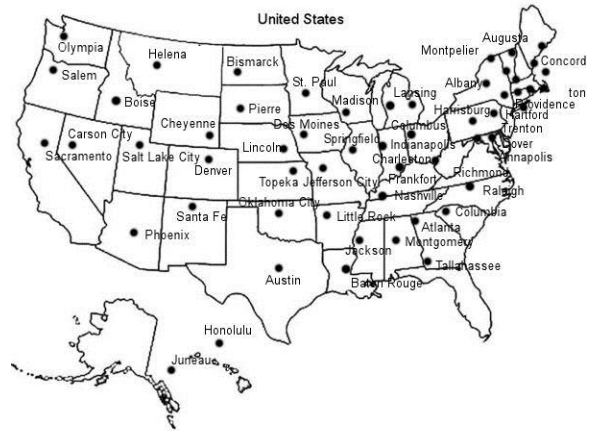 United States
Augusta
Olympia
Montpelier
Helena
Concord
Bismarck
Salem
St. Paul
Albany
Lansing
ton
Boise
Madison
Providence
Pierre
Harrisburg
Hartford
Cheyenne
Des Moines
Columbus
Trenton
Carson City
Springfield
Dover
Lincoln
Indianapolis
Sacramento
Salt Lake City
Charleston
nnapolis
Denver
Richmond
Topeka
Jefferson City
Frankfort
Raleigh
Nashville
Oklahoma City
Santa Fe
Little Rock
Columbia
Atlanta
Phoenix
Montgomery
Jackson
Tallahassee
Austin
Baton Rouge
Honolulu
Juneau